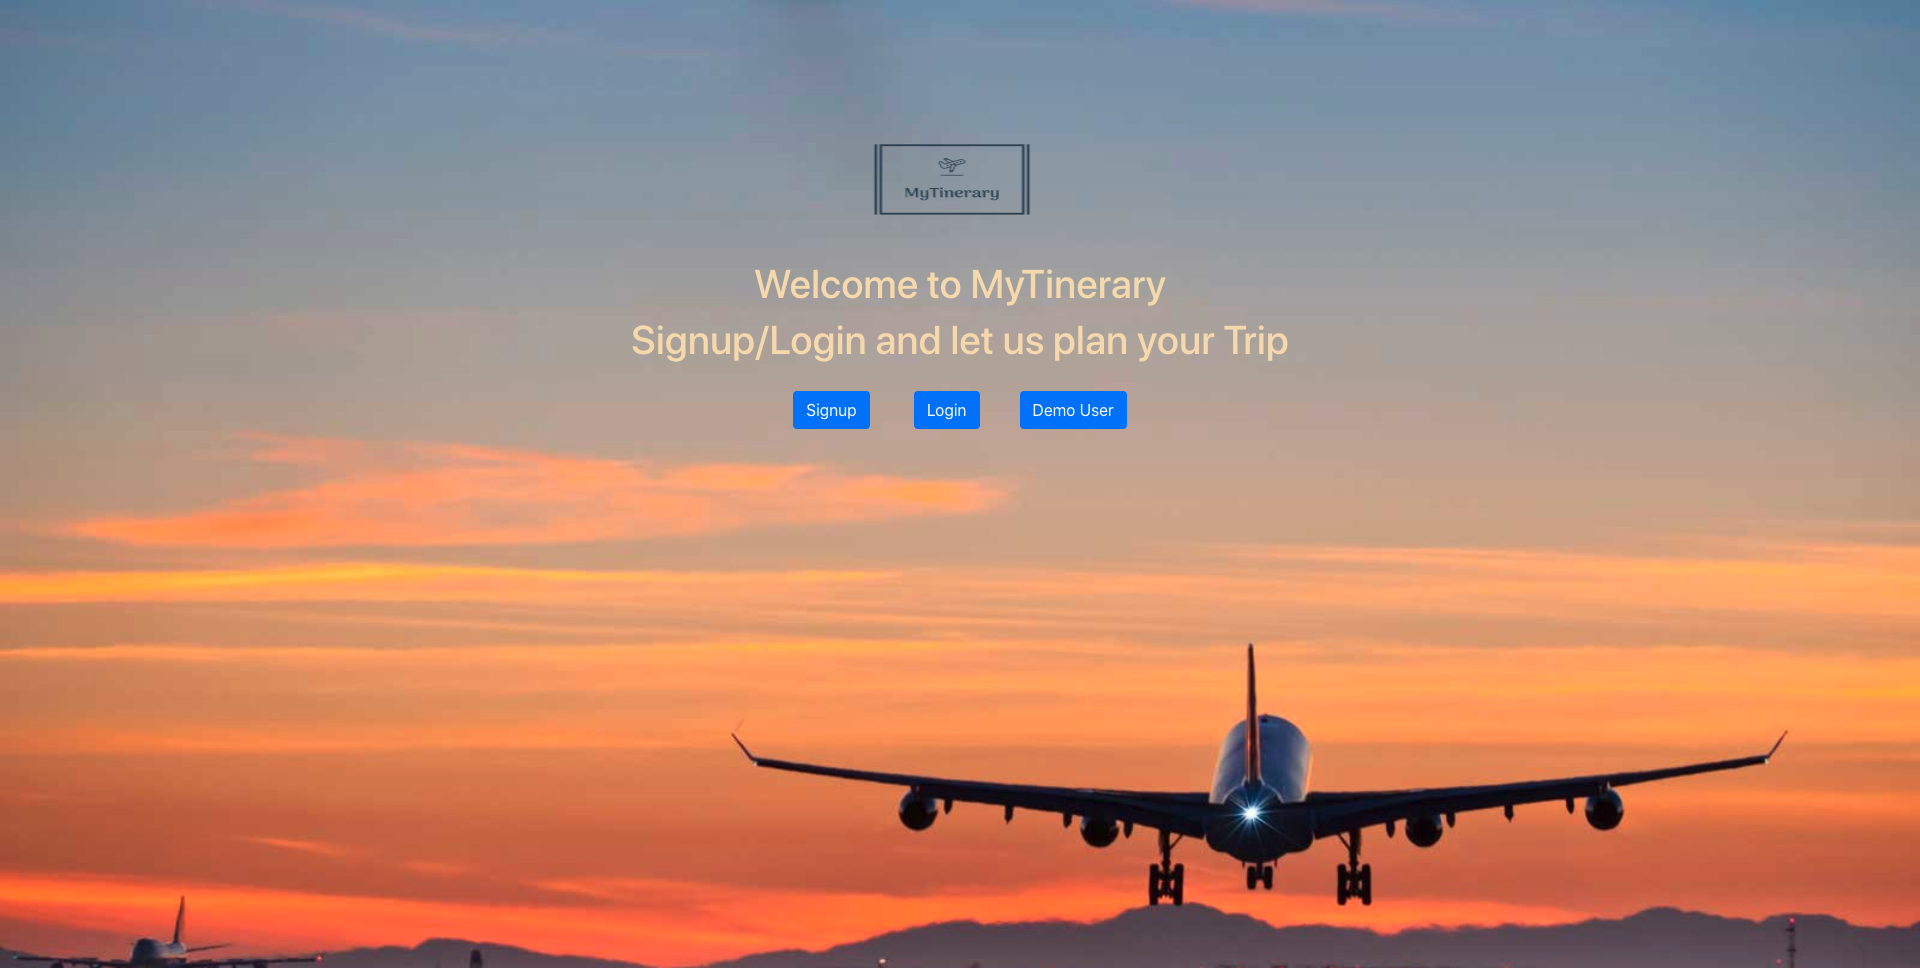 MyTinerary
Welcome to MyTinerary
Signup/Login and let us plan your Trip
Signup Login Demo User